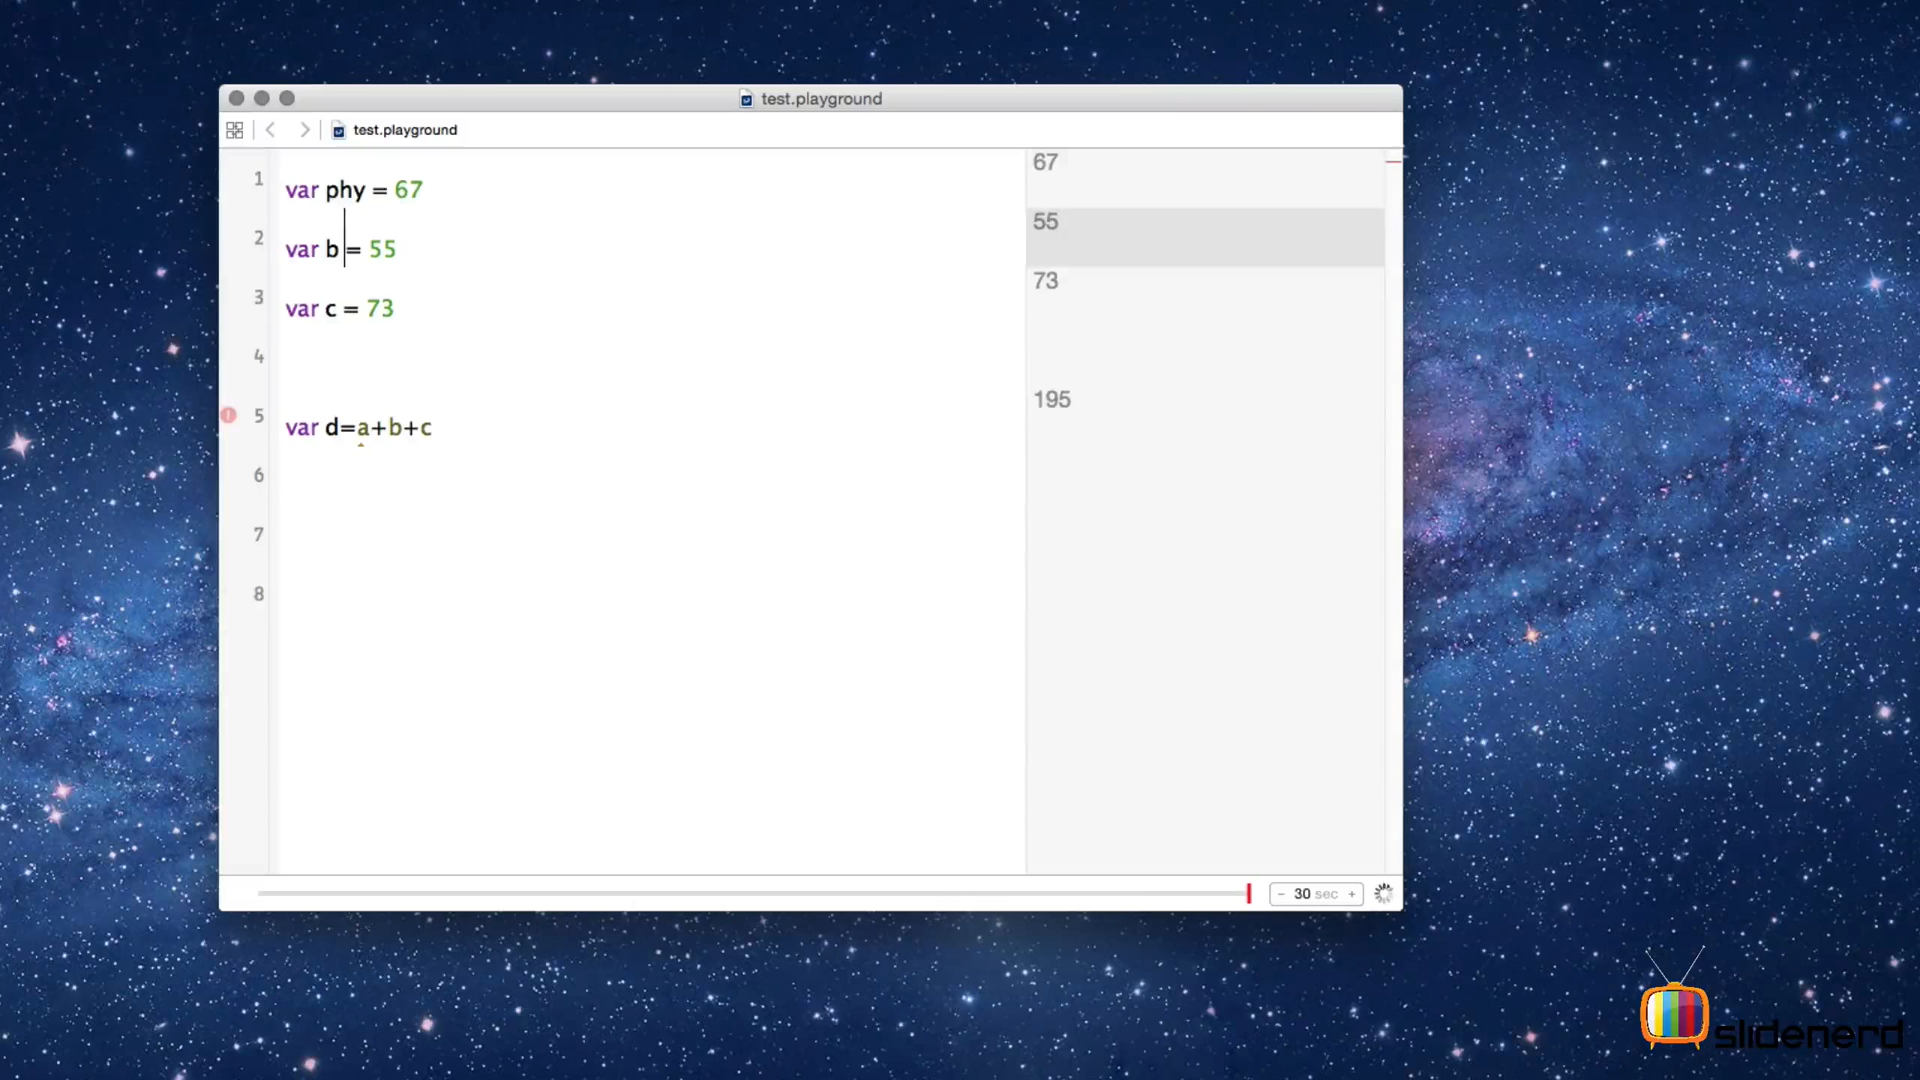 test.playground
test.playground
1 var phy = 67 67
2 var b = 55 55
3 var c = 73 73
4
5 var d=a+b+c 195
6
7
8
- 30 sec +
slidenerd